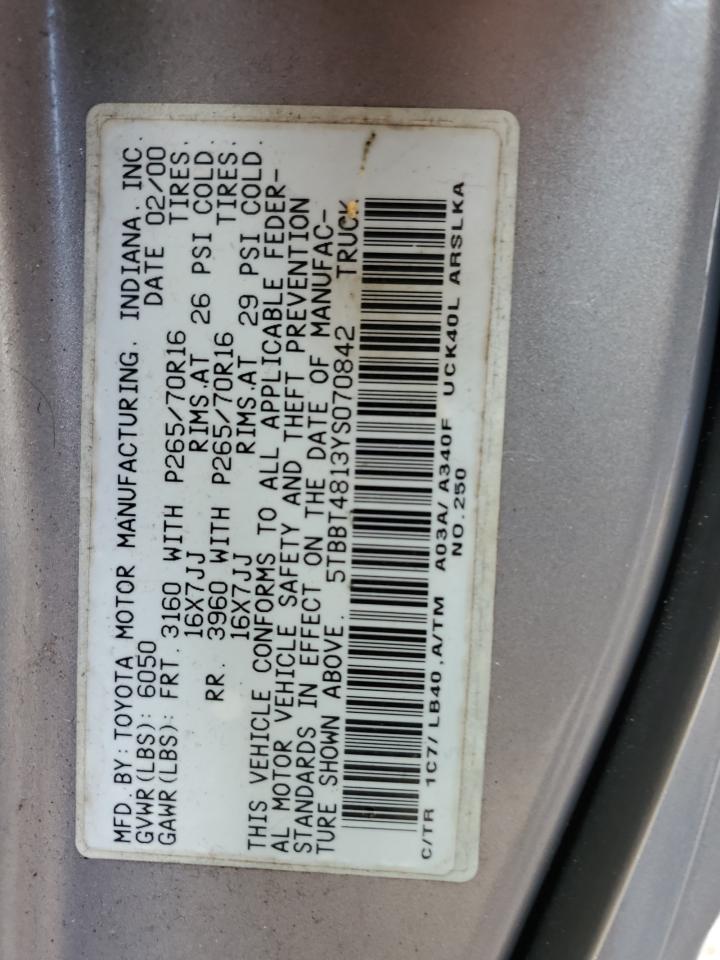 MFD. BY: TOYOTA MOTOR MANUFACTURING, INDIANA, INC.
GVWR(LBS): 6050 DATE 02/00
GAWR(LBS): FRT. 3160 WITH P265/70R16 TIRES,
16X7JJ RIMS,AT 26 PSI COLD.
RR. 3960 WITH P265/70R16 TIRES,
16X7JJ RIMS,AT 29 PSI COLD.
THIS VEHICLE CONFORMS TO ALL APPLICABLE FEDER-
AL MOTOR VEHICLE SAFETY AND THEFT PREVENTION
STANDARDS IN EFFECT ON THE DATE OF MANUFAC-
TURE SHOWN ABOVE. 5TBBT4813YS070842 TRUCK
C/TR 1C7/ LB40 ,A/TM A03A/ A340F UCK40L ARSLKA
NO.250